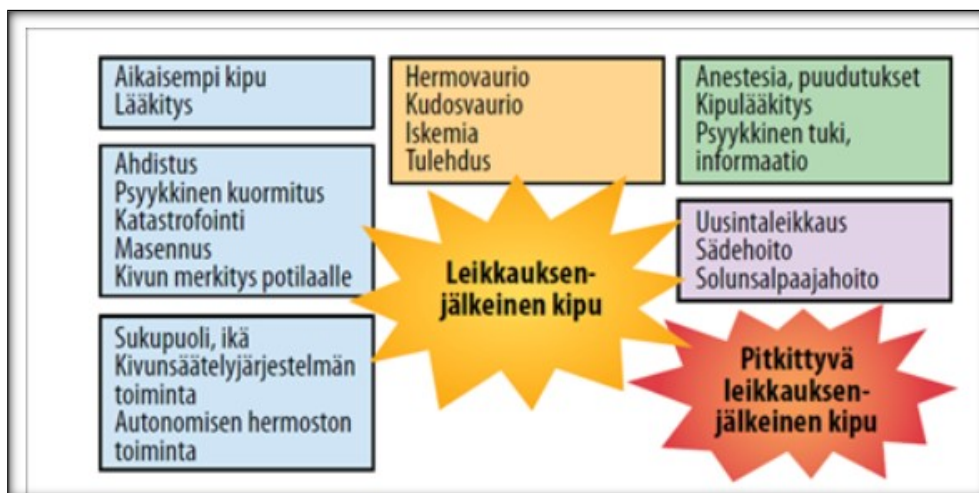 Aikaisempi kipu
Lääkitys
Ahdistus
Psyykkinen kuormitus
Katastrofointi
Masennus
Kivun merkitys potilaalle
Sukupuoli, ikä
Kivunsäätelyjärjestelmän
toiminta
Autonomisen hermoston
toiminta
Hermovaurio
Kudosvaurio
Iskemia
Tulehdus
Leikkauksen-
jälkeinen kipu
Anestesia, puudutukset
Kipulääkitys
Psyykkinen tuki,
informaatio
Uusintaleikkaus
Sädehoito
Solunsalpaajahoito
Pitkittyvä
leikkauksen-
jälkeinen kipu